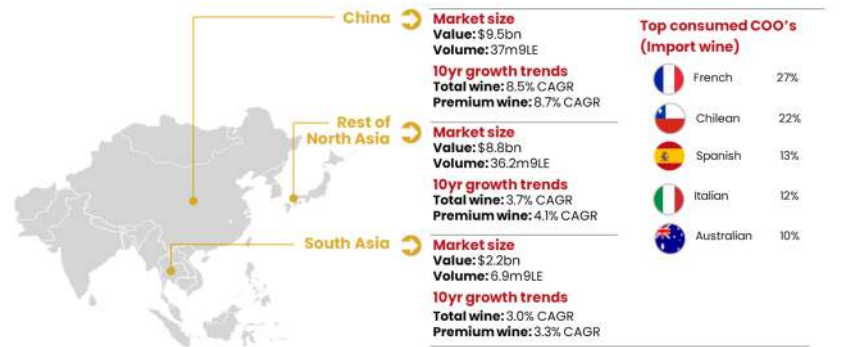 China
Market size
Value: $9.5bn
Volume: 37m9LE
10yr growth trends
Total wine: 8.5% CAGR
Premium wine: 8.7% CAGR
Rest of
North Asia
Market size
Value: $8.8bn
Volume: 36.2m9LE
10yr growth trends
Total wine: 3.7% CAGR
Premium wine: 4.1% CAGR
South Asia
Market size
Value: $2.2bn
Volume: 6.9m9LE
10yr growth trends
Total wine: 3.0% CAGR
Premium wine: 3.3% CAGR
Top consumed COO's
(Import wine)
French 27%
Chilean 22%
Spanish 13%
Italian 12%
Australian 10%